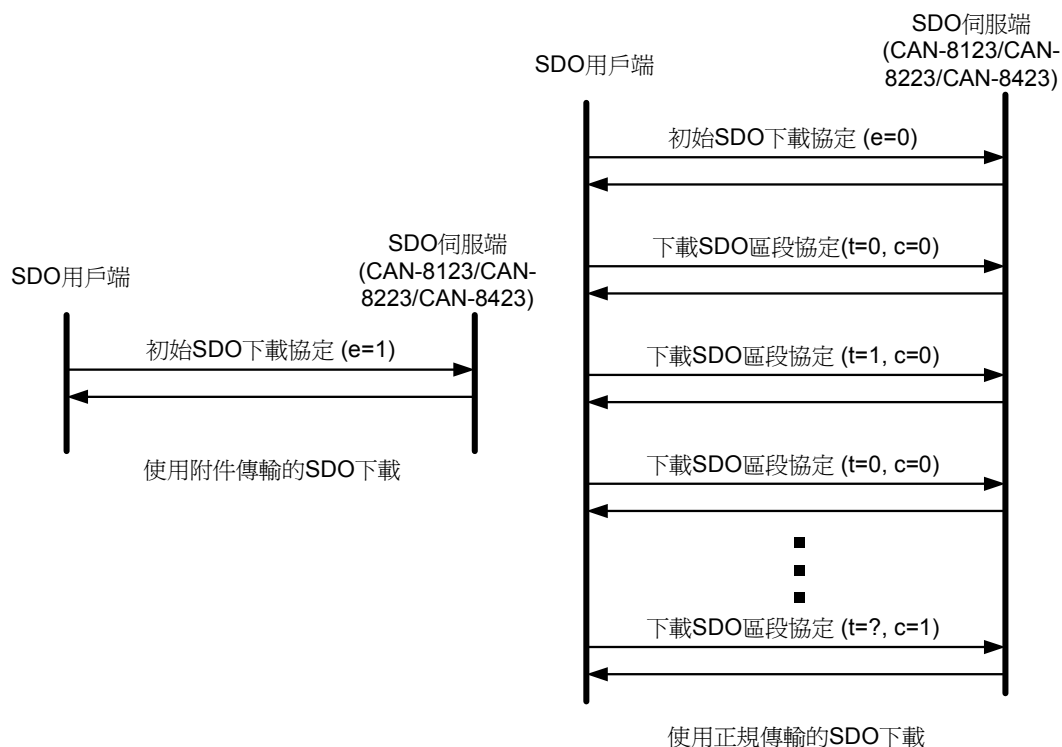 SDO用戶端
SDO伺服端
(CAN-8123/CAN-
8223/CAN-8423)
初始SDO下載協定 (e=1)
使用附件傳輸的SDO下載
SDO用戶端
SDO伺服端
(CAN-8123/CAN-
8223/CAN-8423)
初始SDO下載協定 (e=0)
下載SDO區段協定(t=0, c=0)
下載SDO區段協定 (t=1, c=0)
下載SDO區段協定 (t=0, c=0)
下載SDO區段協定 (t=?, c=1)
使用正規傳輸的SDO下載